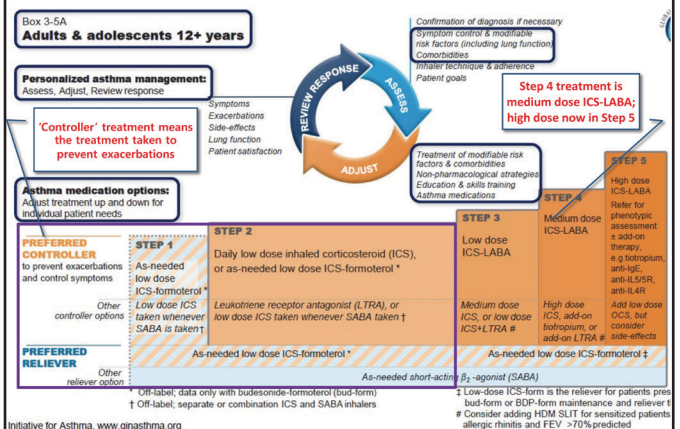 Box 3-5A
Adults & adolescents 12+ years
Confirmation of diagnosis if necessary
Symptom control & modifiable
risk factors (including lung function)
Comorbidities
Inhaler technique & adherence
Patient goals
Personalized asthma management:
Assess, Adjust, Review response
Symptoms
Exacerbations
Side-effects
Lung function
Patient satisfaction
REVIEW RESPONSE
ASSESS
ADJUST
'Controller' treatment means
the treatment taken to
prevent exacerbations
Step 4 treatment is
medium dose ICS-LABA;
high dose now in Step 5
Treatment of modifiable risk
factors & comorbidities
Non-pharmacological strategies
Education & skills training
Asthma medications
Asthma medication options:
Adjust treatment up and down for
individual patient needs
PREFERRED
CONTROLLER
to prevent exacerbations
and control symptoms
STEP 1
As-needed
low dose
ICS-formoterol *
STEP 2
Daily low dose inhaled corticosteroid (ICS),
or as-needed low dose ICS-formoterol *
STEP 3
Low dose
ICS-LABA
STEP 4
Medium dose
ICS-LABA
STEP 5
High dose
ICS-LABA
Refer for
phenotypic
assessment
± add-on
therapy,
e.g.tiotropium,
anti-IgE,
anti-IL5/5R,
anti-IL4R
Other
controller options
Low dose ICS
taken whenever
SABA is taken†
Leukotriene receptor antagonist (LTRA), or
low dose ICS taken whenever SABA taken †
Medium dose
ICS, or low dose
ICS+LTRA #
High dose
ICS, add-on
tiotropium, or
add-on LTRA #
Add low dose
OCS, but
consider
side-effects
PREFERRED
RELIEVER
As-needed low dose ICS-formoterol *
As-needed low dose ICS-formoterol ‡
Other
reliever option
As-needed short-acting β2 -agonist (SABA)
* Off-label; data only with budesonide-formoterol (bud-form)
† Off-label; separate or combination ICS and SABA inhalers
‡ Low-dose ICS-form is the reliever for patients pres
bud-form or BDP-form maintenance and reliever t
# Consider adding HDM SLIT for sensitized patients
allergic rhinitis and FEV >70% predicted
Initiative for Asthma, www.ginasthma.org